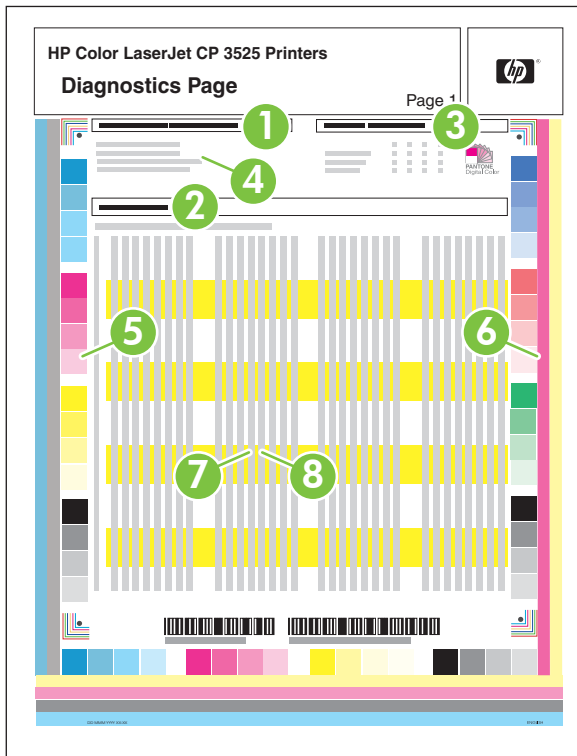 HP Color LaserJet CP 3525 Printers
Diagnostics Page
Page 1
hp
1
3
PANTONE
Digital Color
4
2
5
6
7
8